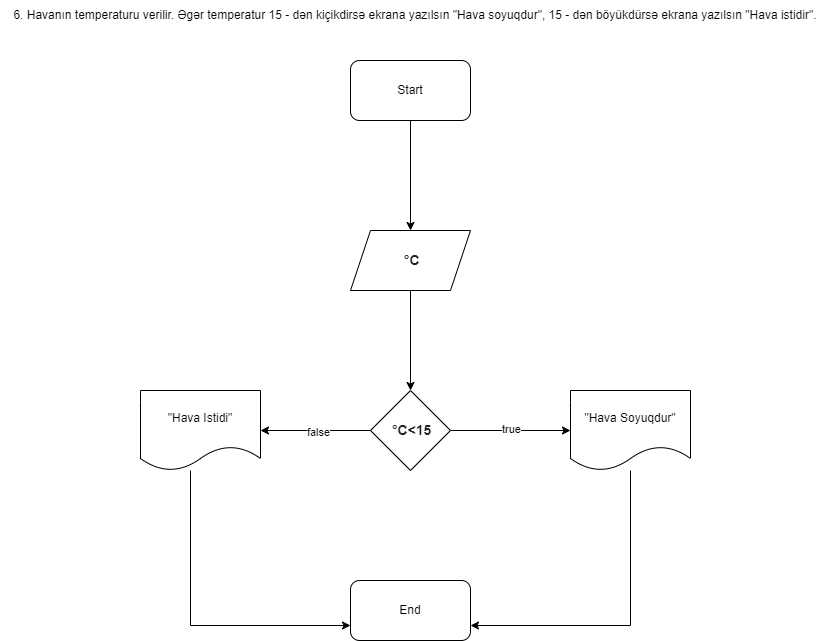 6. Havanın temperaturu verilir. Əgər temperatur 15 - dən kiçikdirsə ekrana yazılsın "Hava soyuqdur", 15 - dən böyükdürsə ekrana yazılsın "Hava istidir".
Start
°C
"Hava Istidi"
false
°C<15
true
"Hava Soyuqdur"
End